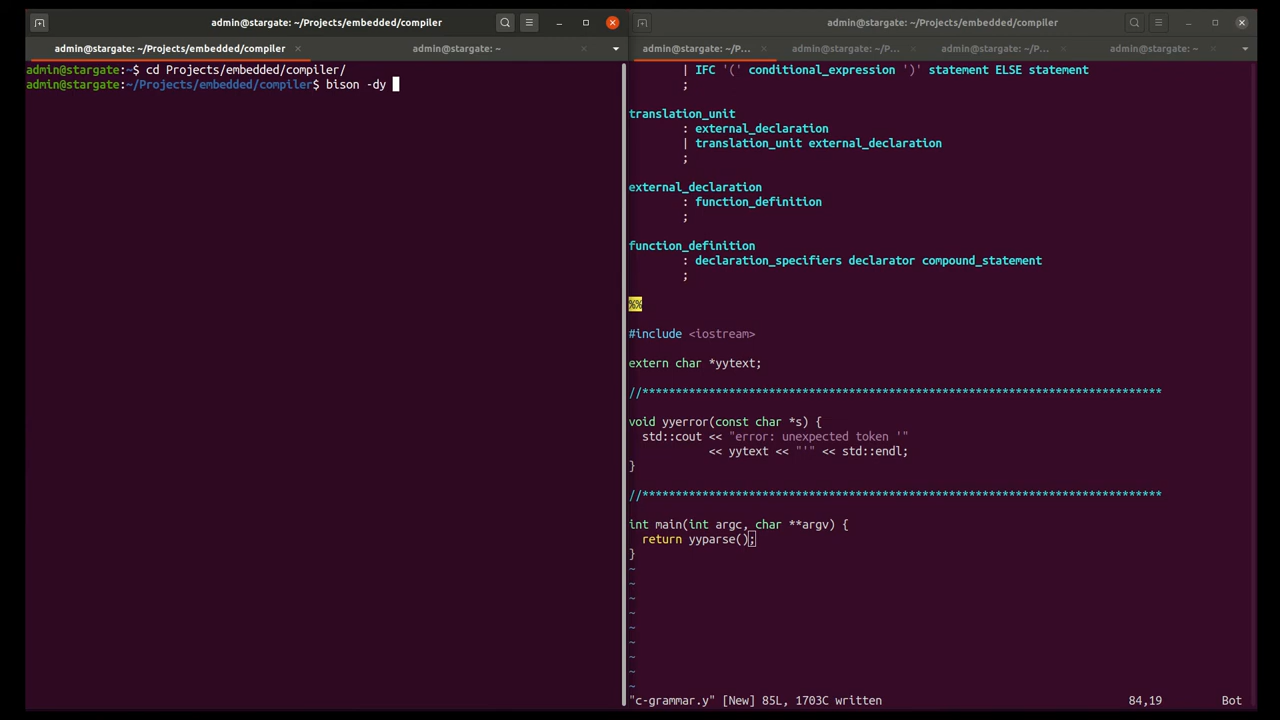 admin@stargate: ~/Projects/embedded/compiler
admin@stargate: ~/Projects/embedded/compiler
admin@stargate: ~
admin@stargate:~$ cd Projects/embedded/compiler/
admin@stargate:~/Projects/embedded/compiler$ bison -dy
admin@stargate:~/Projects/embedded/compiler
admin@stargate: ~/P...
admin@stargate: ~/P...
admin@stargate: ~/P...
admin@stargate: ~
| IFC '(' conditional_expression ')' statement ELSE statement
;
translation_unit
: external_declaration
| translation_unit external_declaration
;
external_declaration
: function_definition
;
function_definition
: declaration_specifiers declarator compound_statement
;
%%
#include <iostream>
extern char *yytext;
//******************************************************************************
void yyerror(const char *s) {
std::cout << "error: unexpected token '"
<< yytext << "'" << std::endl;
}
//******************************************************************************
int main(int argc, char **argv) {
return yyparse();
}
~
~
~
~
~
~
~
~
~
"c-grammar.y" [New] 85L, 1703C written
84,19
Bot